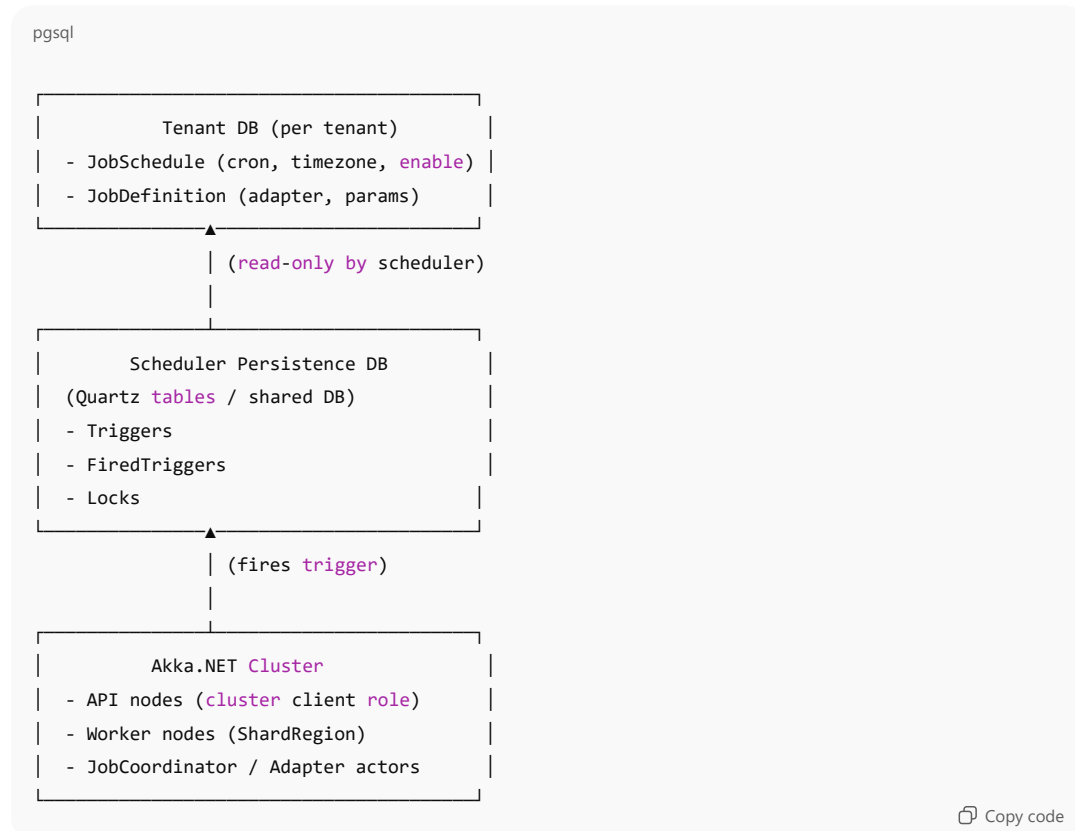 pgsql
Tenant DB (per tenant)
- JobSchedule (cron, timezone, enable)
- JobDefinition (adapter, params)
(read-only by scheduler)
Scheduler Persistence DB
(Quartz tables / shared DB)
- Triggers
- FiredTriggers
- Locks
(fires trigger)
Akka.NET Cluster
- API nodes (cluster client role)
- Worker nodes (ShardRegion)
- JobCoordinator / Adapter actors
Copy code